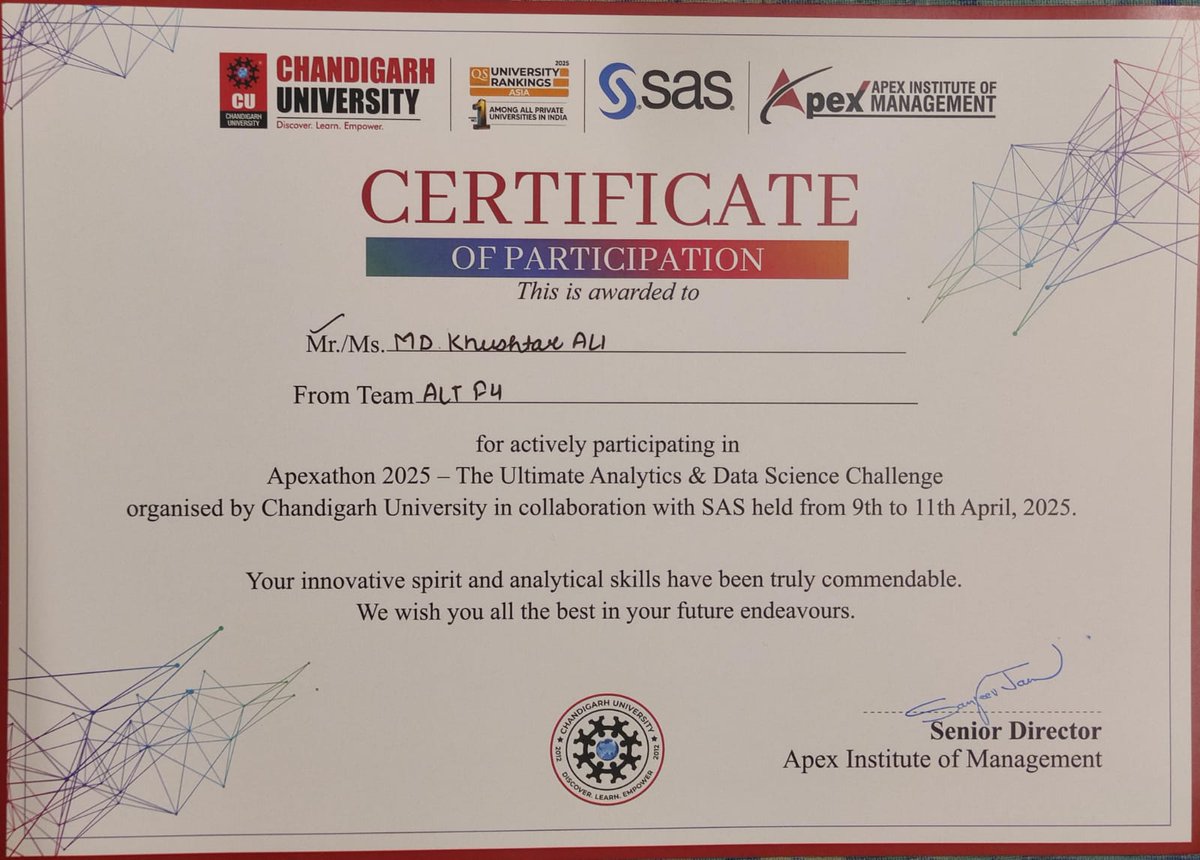 CU
CHANDIGARH UNIVERSITY
CHANDIGARH
UNIVERSITY
Discover. Learn. Empower.
QS UNIVERSITY RANKINGS 2025
ASIA
No. 1 AMONG ALL PRIVATE UNIVERSITIES IN INDIA
sas
Apex APEX INSTITUTE OF MANAGEMENT
CERTIFICATE
OF PARTICIPATION
This is awarded to
Mr./Ms. MD. Khushtar ALI
From Team ALT F4
for actively participating in
Apexathon 2025 – The Ultimate Analytics & Data Science Challenge
organised by Chandigarh University in collaboration with SAS held from 9th to 11th April, 2025.
Your innovative spirit and analytical skills have been truly commendable.
We wish you all the best in your future endeavours.
Sanjeev Jain
Senior Director
Apex Institute of Management
CHANDIGARH UNIVERSITY
2012 2012
DISCOVER. LEARN. EMPOWER